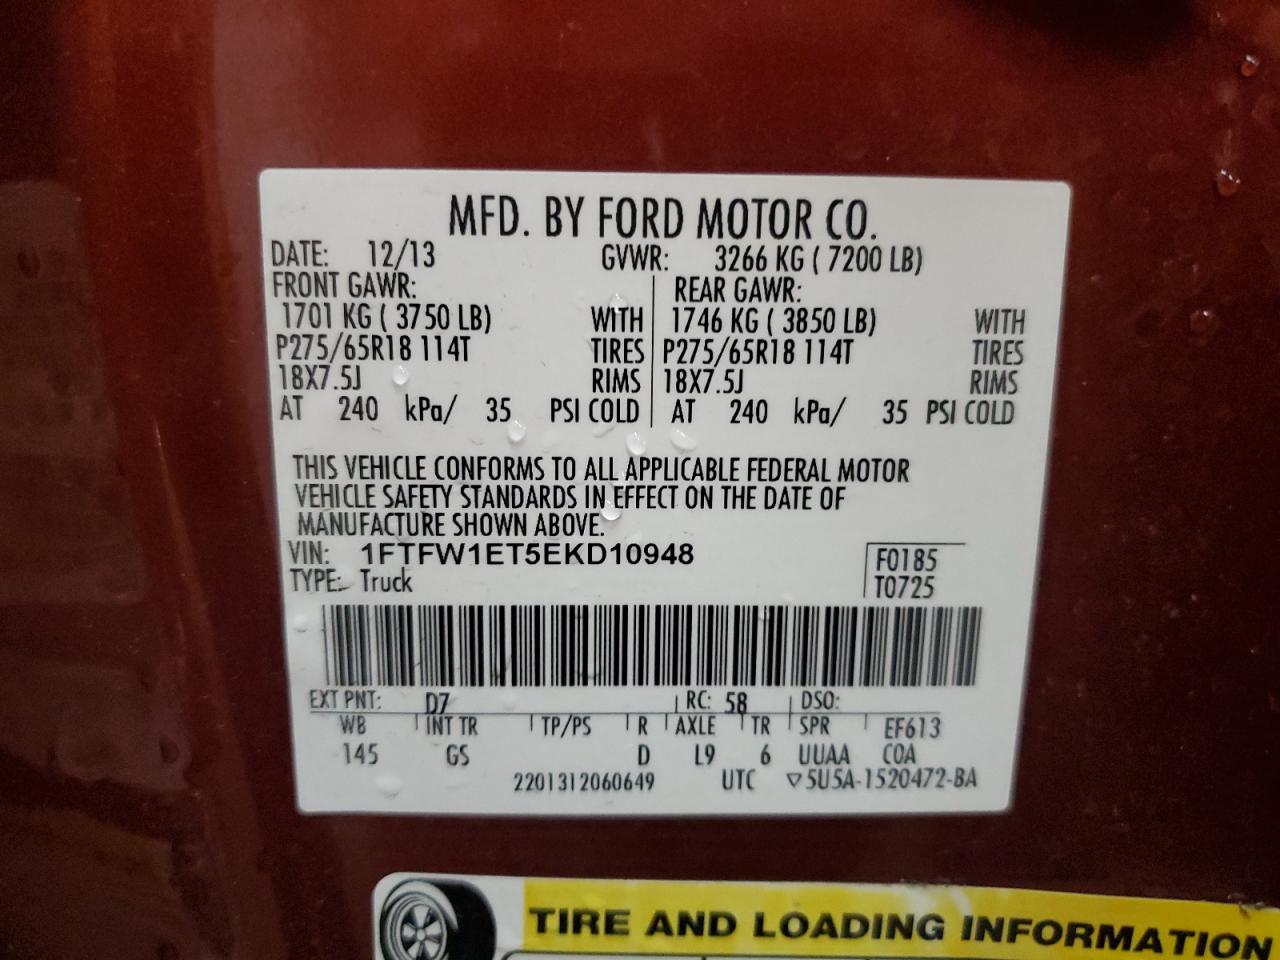 MFD. BY FORD MOTOR CO.
DATE: 12/13 GVWR: 3266 KG ( 7200 LB)
FRONT GAWR: REAR GAWR:
1701 KG ( 3750 LB) WITH 1746 KG ( 3850 LB) WITH
P275/65R18 114T TIRES P275/65R18 114T TIRES
18X7.5J RIMS 18X7.5J RIMS
AT 240 kPa/ 35 PSI COLD AT 240 kPa/ 35 PSI COLD
THIS VEHICLE CONFORMS TO ALL APPLICABLE FEDERAL MOTOR
VEHICLE SAFETY STANDARDS IN EFFECT ON THE DATE OF
MANUFACTURE SHOWN ABOVE.
VIN: 1FTFW1ET5EKD10948 F0185
TYPE: Truck T0725
EXT PNT: D7 RC: 58 DSO:
WB INT TR TP/PS R AXLE TR SPR EF613
145 GS D L9 6 UUAA COA
2201312060649 UTC ▽5U5A-1520472-BA
TIRE AND LOADING INFORMATION